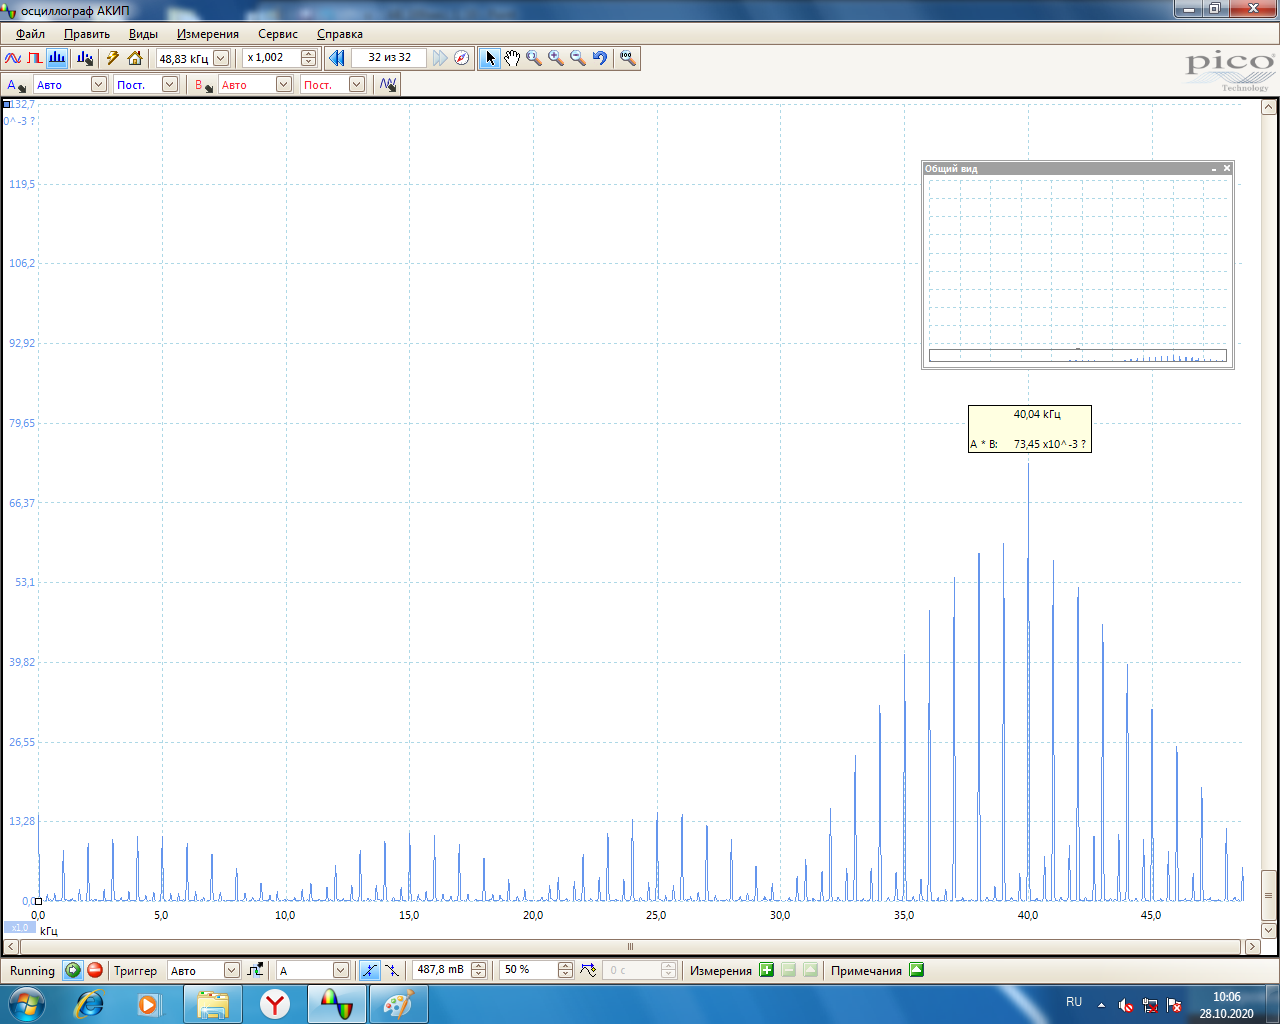 осциллограф АКИП
Файл Править Виды Измерения Сервис Справка
48,83 кГц x 1,002 32 из 32
pico
Technology
A Авто Пост. B Авто Пост.
132,7
0^-3 ?
119,5
106,2
92,92
79,65
66,37
53,1
39,82
26,55
13,28
0,0
Общий вид
40,04 кГц
A * B: 73,45 x10^-3 ?
0,0 5,0 10,0 15,0 20,0 25,0 30,0 35,0 40,0 45,0
x1,0
кГц
Running Триггер Авто A 487,8 mВ 50 % 0 с Измерения Примечания
RU
10:06
28.10.2020